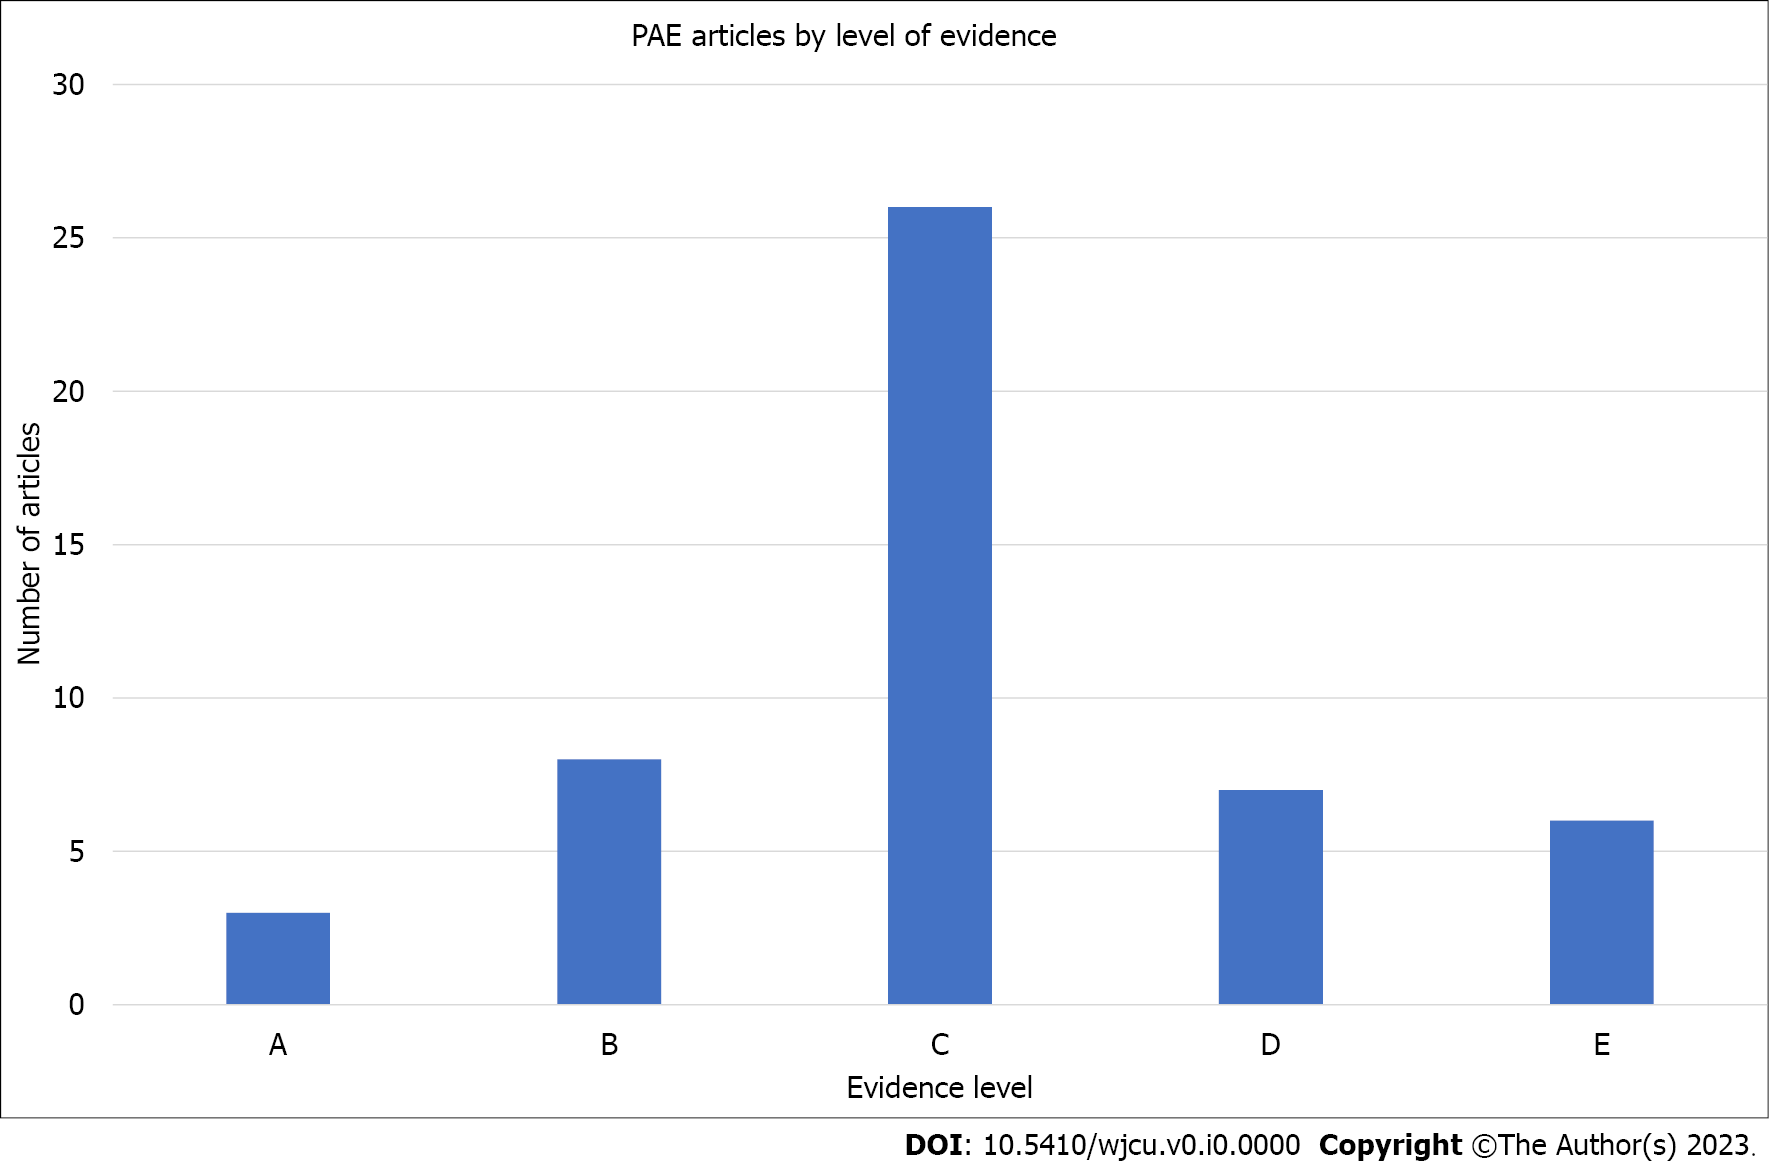 PAE articles by level of evidence
30
25
20
15
10
5
0
Number of articles
A B C D E
Evidence level
DOI: 10.5410/wjcu.v0.i0.0000 Copyright ©The Author(s) 2023.